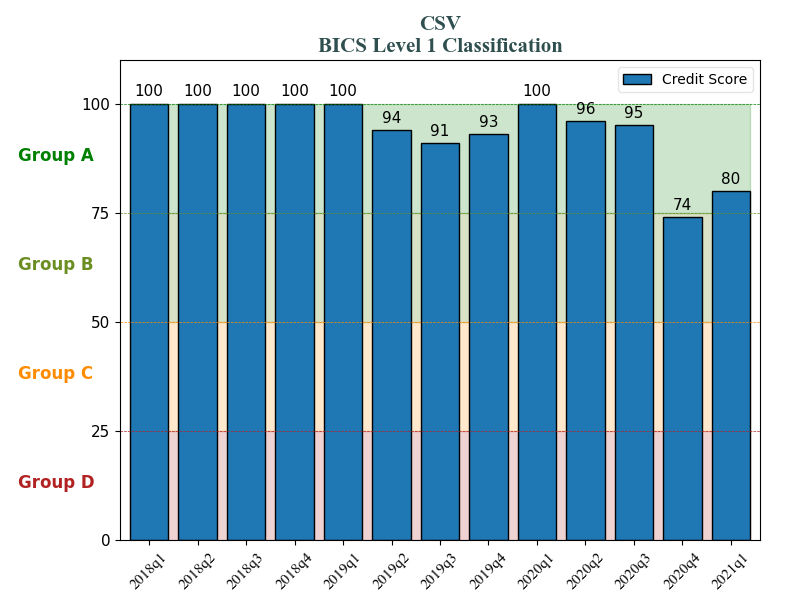 CSV
BICS Level 1 Classification
Credit Score
100 100 100 100 100 94 91 93 100 96 95 74 80
100
Group A
75
Group B
50
Group C
25
Group D
0
2018q1 2018q2 2018q3 2018q4 2019q1 2019q2 2019q3 2019q4 2020q1 2020q2 2020q3 2020q4 2021q1